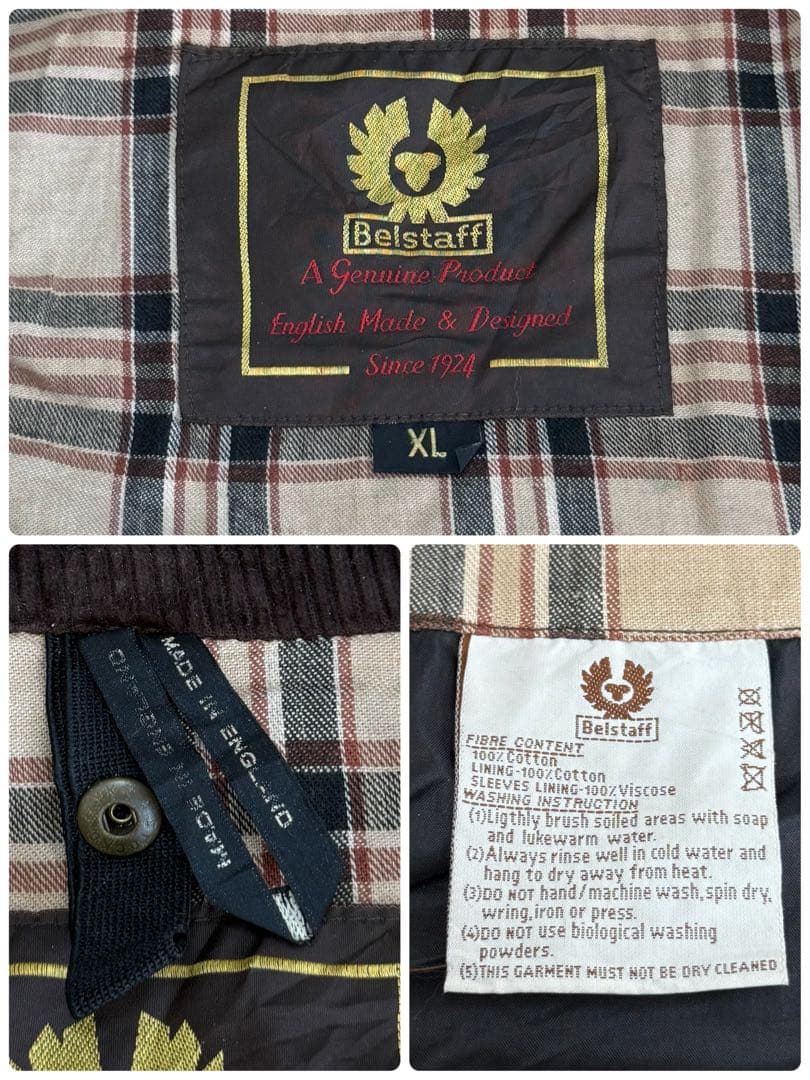 Belstaff
A Genuine Product
English Made & Designed
Since 1924
XL
MADE IN ENGLAND
MADE IN ENGLAND
Belstaff
FIBRE CONTENT
100% Cotton
LINING-100%Cotton
SLEEVES LINING-100%Viscose
WASHING INSTRUCTION
(1)Ligthly brush soiled areas with soap
and lukewarm water.
(2)Always rinse well in cold water and
hang to dry away from heat.
(3)DO NOT hand/machine wash,spin dry,
wring,iron or press.
(4)DO NOT use biological washing
powders.
(5)THIS GARMENT MUST NOT BE DRY CLEANED